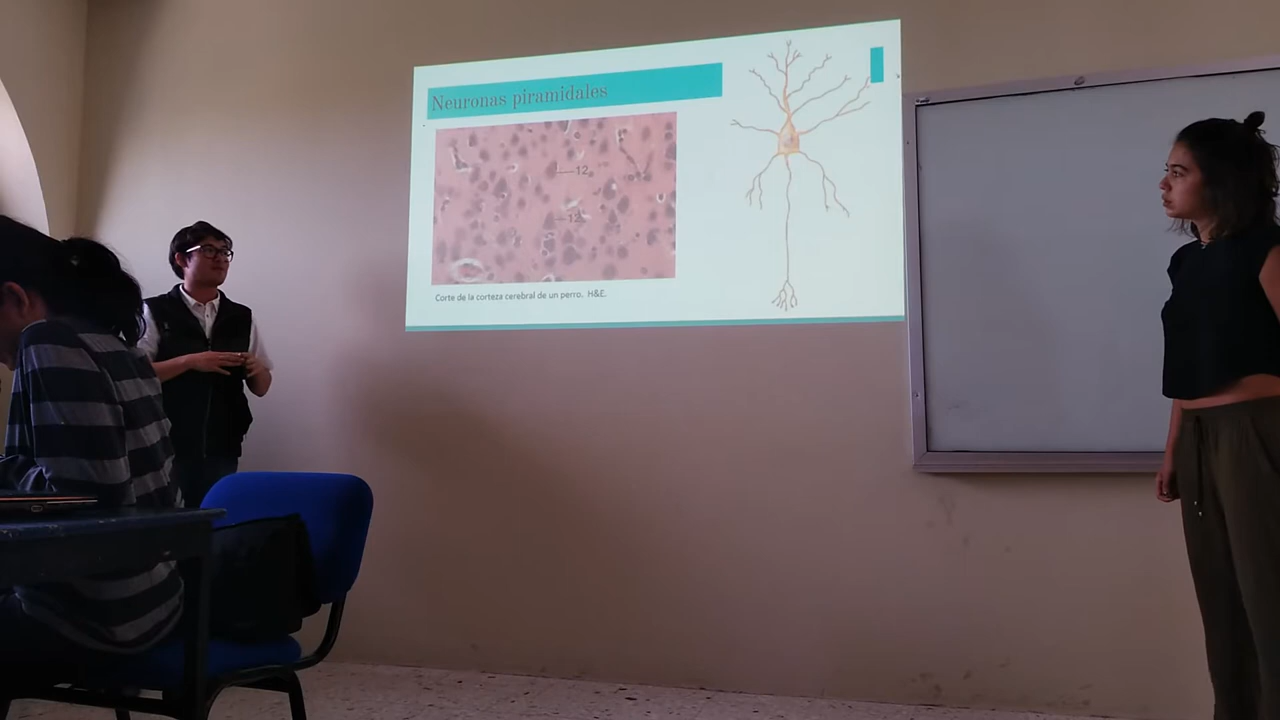 Neuronas piramidales
12
12
Corte de la corteza cerebral de un perro. H&E.